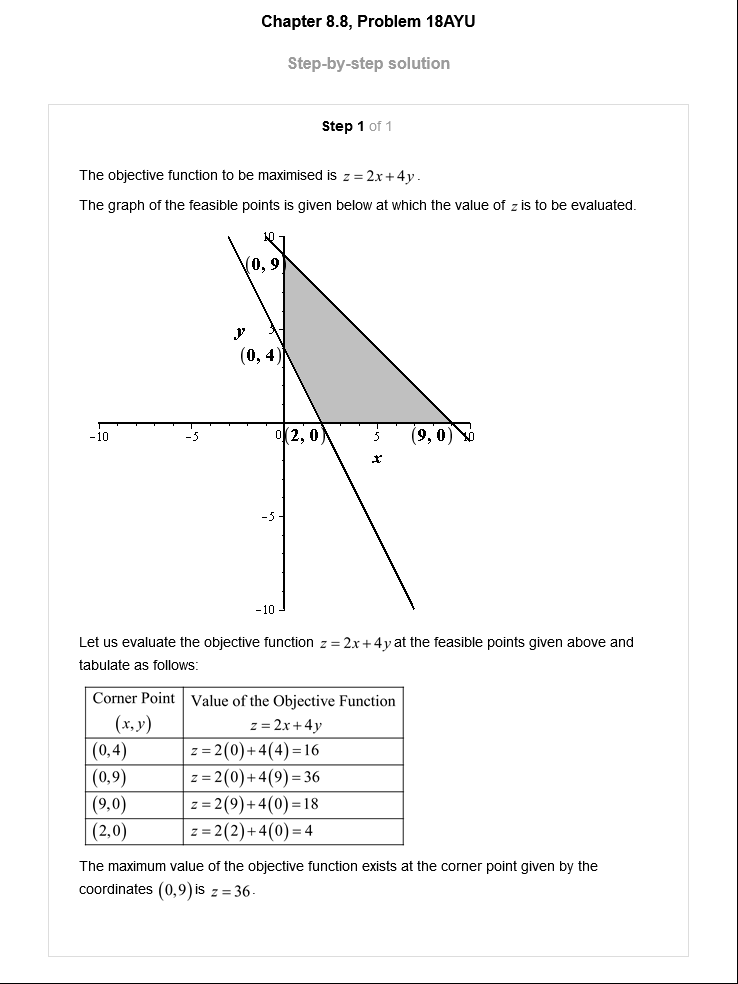 Chapter 8.8, Problem 18AYU
Step-by-step solution
Step 1 of 1
The objective function to be maximised is z = 2x + 4y.
The graph of the feasible points is given below at which the value of z is to be evaluated.
10
(0, 9)
5
y
(0, 4)
-10 -5 0 (2, 0) 5 (9, 0) 10
x
-5
-10
Let us evaluate the objective function z = 2x + 4y at the feasible points given above and
tabulate as follows:
Corner Point Value of the Objective Function
(x, y) z = 2x + 4y
(0,4) z = 2(0)+4(4)=16
(0,9) z = 2(0)+4(9)=36
(9,0) z = 2(9)+4(0)=18
(2,0) z = 2(2)+4(0)=4
The maximum value of the objective function exists at the corner point given by the
coordinates (0,9) is z = 36.